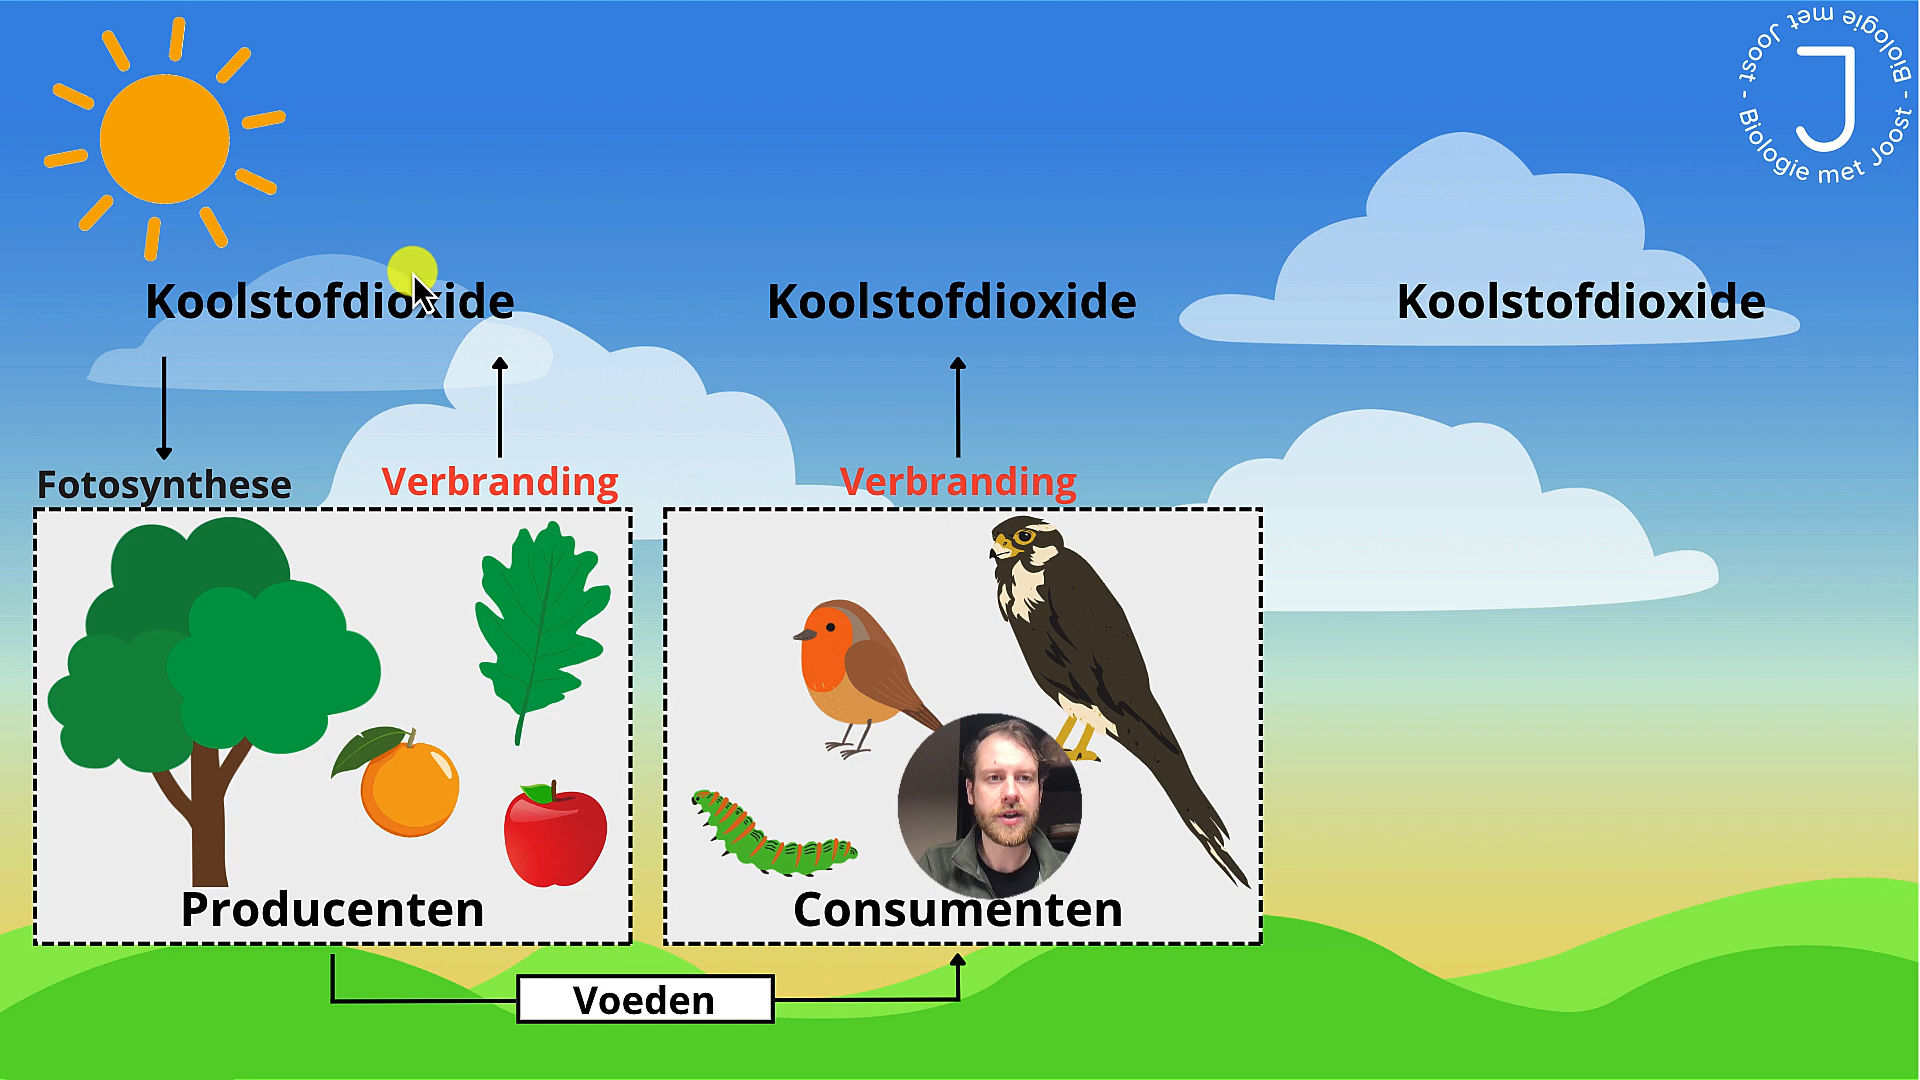 Biologie met Joost - Biologie met Joost -
J
Koolstofdioxide
Koolstofdioxide
Koolstofdioxide
Fotosynthese
Verbranding
Verbranding
Producenten
Consumenten
Voeden